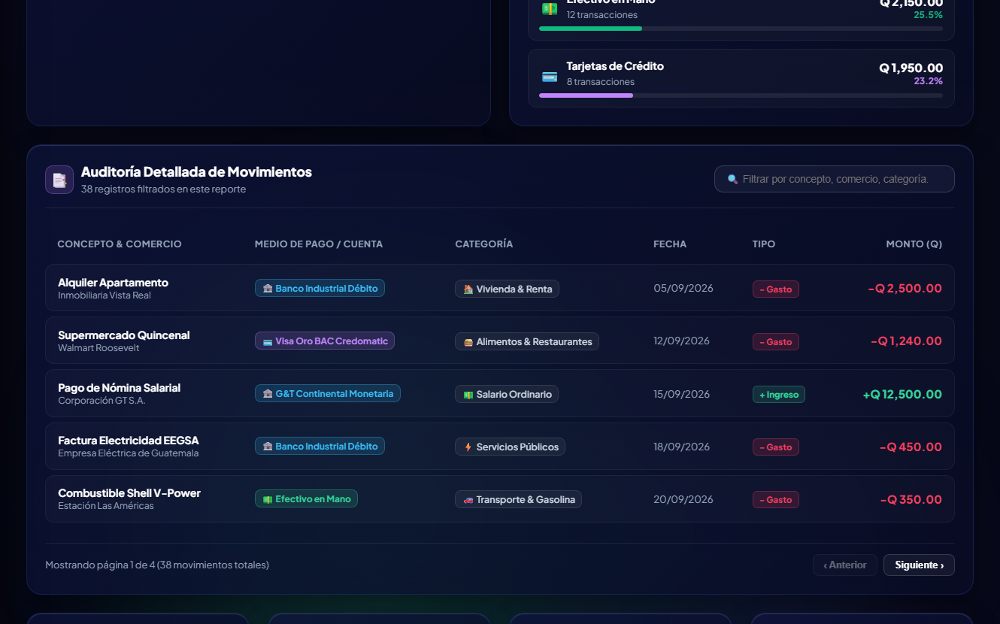 Efectivo en Mano
Q 2,150.00
12 transacciones
25.5%
Tarjetas de Crédito
Q 1,950.00
8 transacciones
23.2%
Auditoría Detallada de Movimientos
38 registros filtrados en este reporte
Filtrar por concepto, comercio, categoría.
CONCEPTO & COMERCIO MEDIO DE PAGO / CUENTA CATEGORÍA FECHA TIPO MONTO (Q)
Alquiler Apartamento
Inmobiliaria Vista Real
Banco Industrial Débito
Vivienda & Renta
05/09/2026
- Gasto
-Q 2,500.00
Supermercado Quincenal
Walmart Roosevelt
Visa Oro BAC Credomatic
Alimentos & Restaurantes
12/09/2026
- Gasto
-Q 1,240.00
Pago de Nómina Salarial
Corporación GT S.A.
G&T Continental Monetaria
Salario Ordinario
15/09/2026
+ Ingreso
+Q 12,500.00
Factura Electricidad EEGSA
Empresa Eléctrica de Guatemala
Banco Industrial Débito
Servicios Públicos
18/09/2026
- Gasto
-Q 450.00
Combustible Shell V-Power
Estación Las Américas
Efectivo en Mano
Transporte & Gasolina
20/09/2026
- Gasto
-Q 350.00
Mostrando página 1 de 4 (38 movimientos totales)
‹ Anterior
Siguiente ›